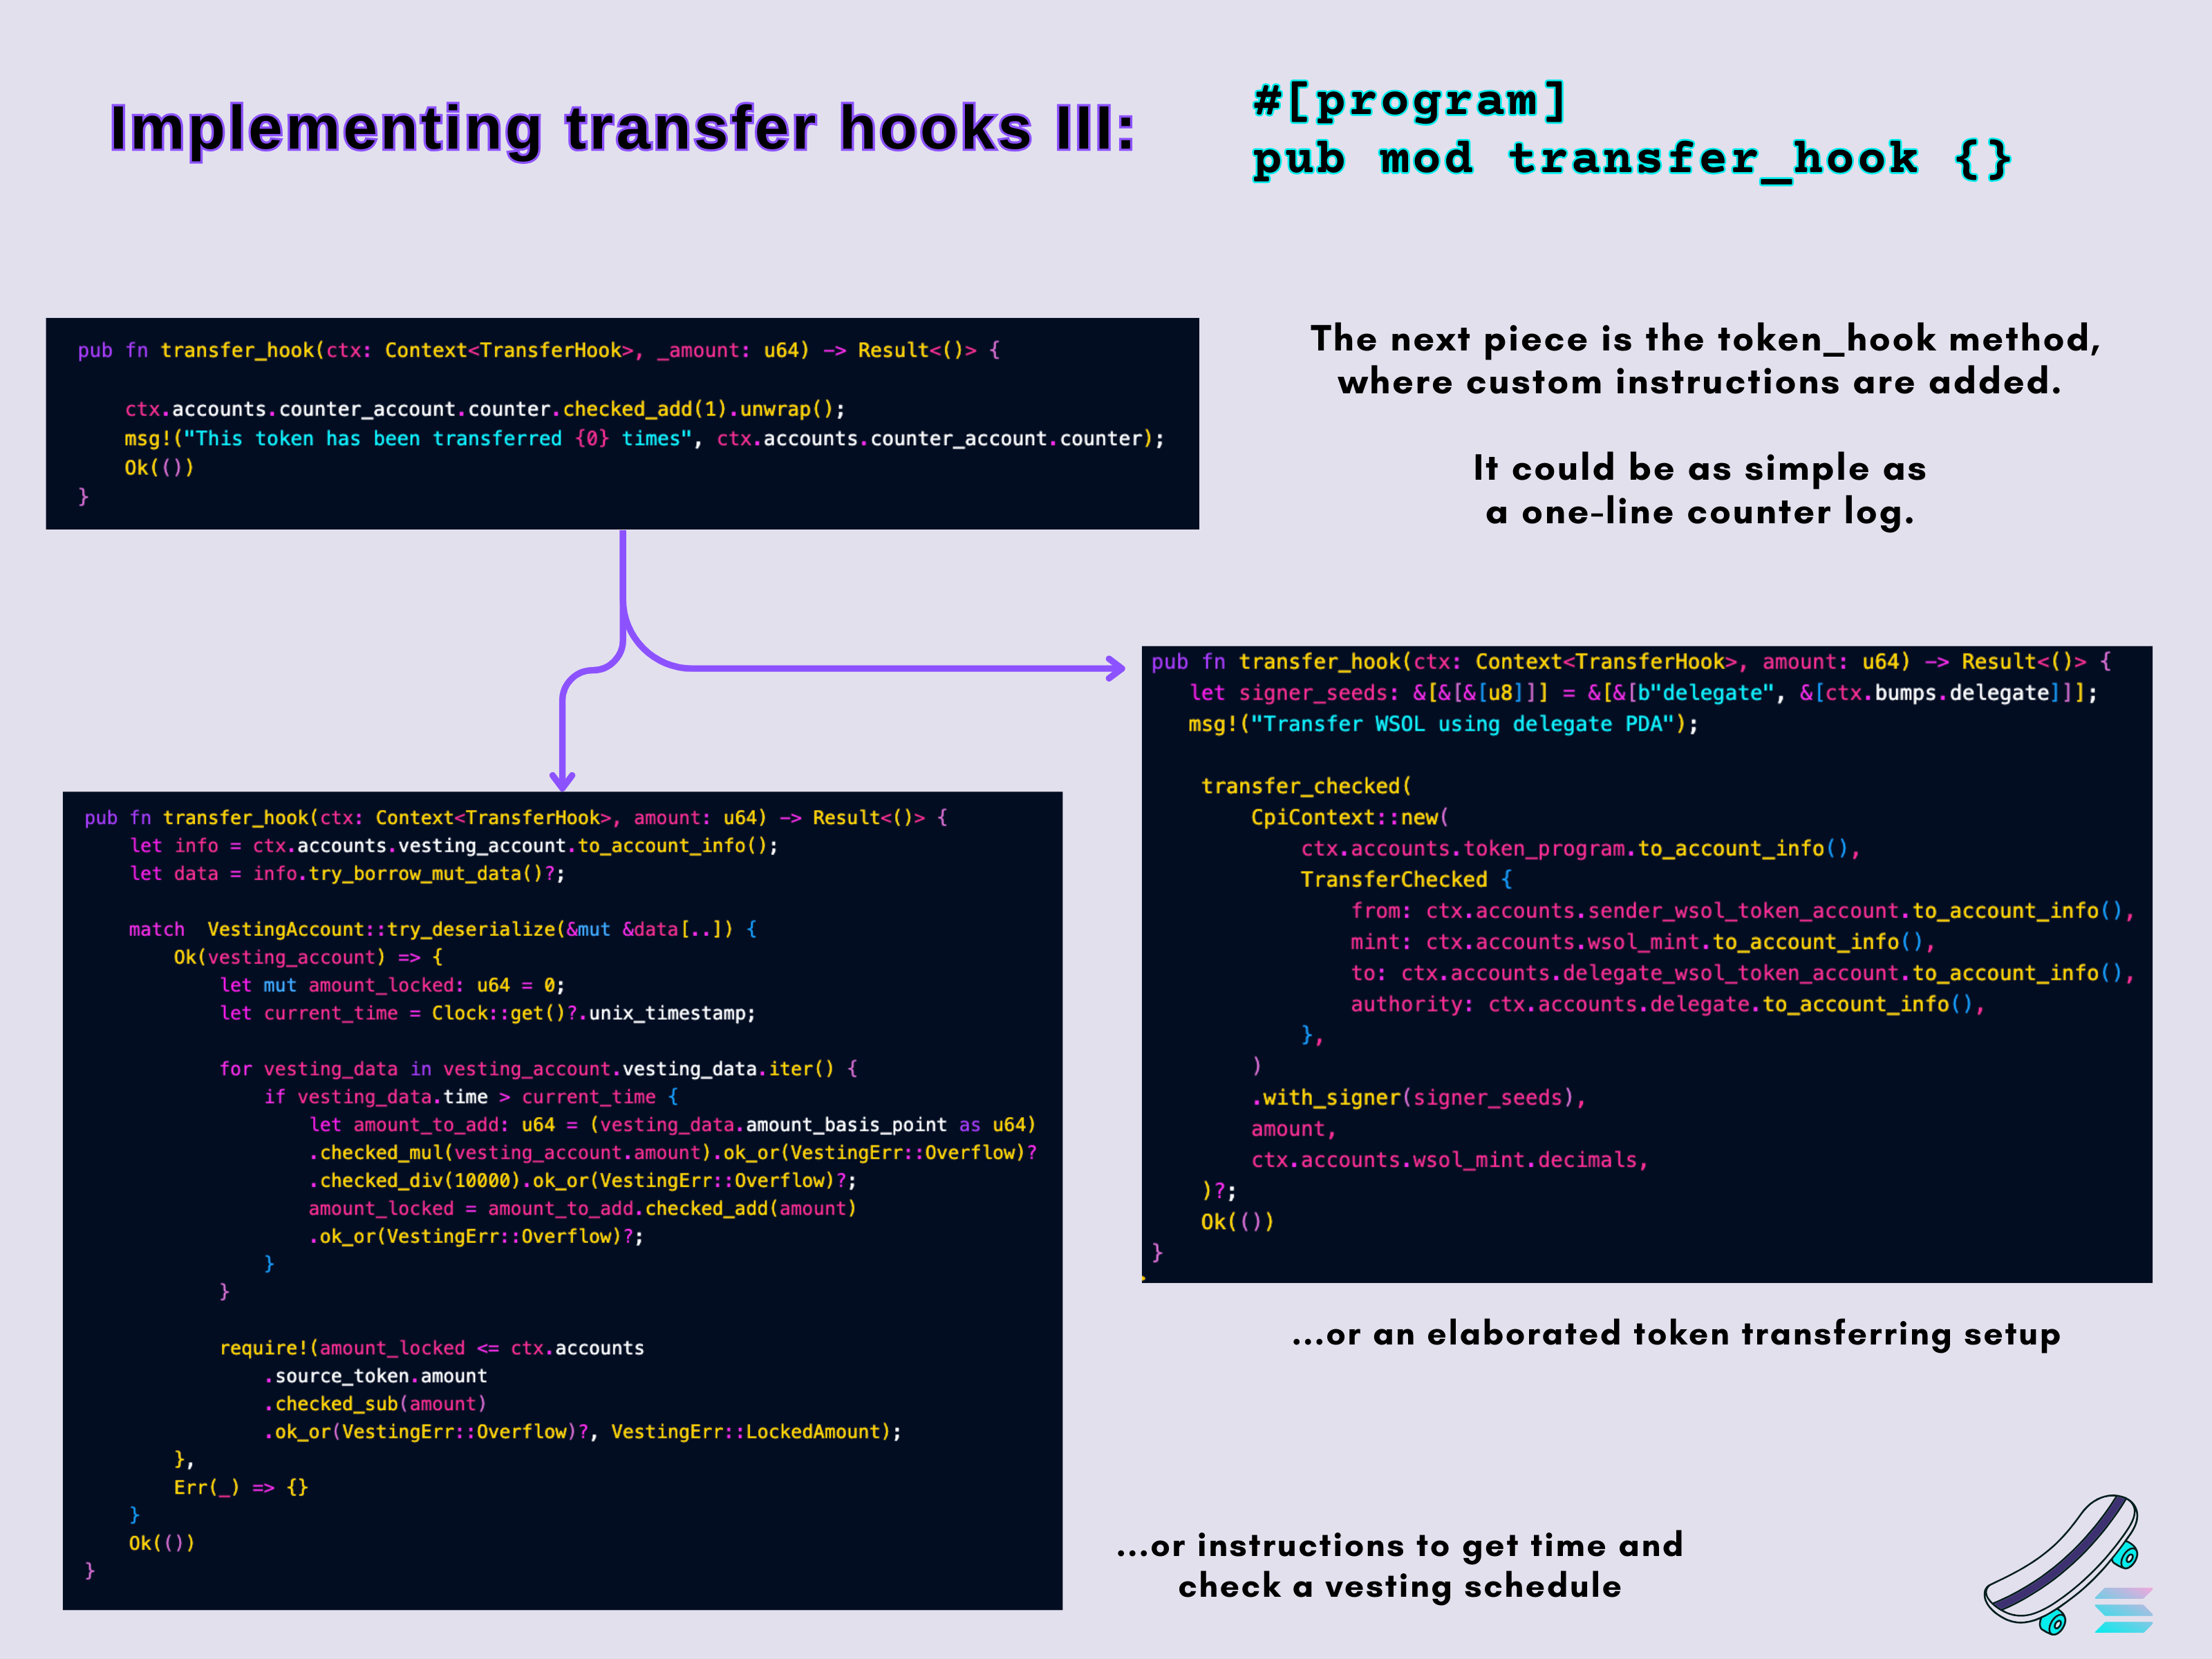 Implementing transfer hooks III:
#[program]
pub mod transfer_hook {}
pub fn transfer_hook(ctx: Context<TransferHook>, _amount: u64) -> Result<()> {
ctx.accounts.counter_account.counter.checked_add(1).unwrap();
msg!("This token has been transferred {0} times", ctx.accounts.counter_account.counter);
Ok(())
}
The next piece is the token_hook method,
where custom instructions are added.
It could be as simple as
a one-line counter log.
pub fn transfer_hook(ctx: Context<TransferHook>, amount: u64) -> Result<()> {
let signer_seeds: &[&[&[u8]]] = &[&[b"delegate", &[ctx.bumps.delegate]]];
msg!("Transfer WSOL using delegate PDA");
transfer_checked(
CpiContext::new(
ctx.accounts.token_program.to_account_info(),
TransferChecked {
from: ctx.accounts.sender_wsol_token_account.to_account_info(),
mint: ctx.accounts.wsol_mint.to_account_info(),
to: ctx.accounts.delegate_wsol_token_account.to_account_info(),
authority: ctx.accounts.delegate.to_account_info(),
},
)
.with_signer(signer_seeds),
amount,
ctx.accounts.wsol_mint.decimals,
)?;
Ok(())
}
...or an elaborated token transferring setup
pub fn transfer_hook(ctx: Context<TransferHook>, amount: u64) -> Result<()> {
let info = ctx.accounts.vesting_account.to_account_info();
let data = info.try_borrow_mut_data()?;
match  VestingAccount::try_deserialize(&mut &data[..]) {
Ok(vesting_account) => {
let mut amount_locked: u64 = 0;
let current_time = Clock::get()?.unix_timestamp;
for vesting_data in vesting_account.vesting_data.iter() {
if vesting_data.time > current_time {
let amount_to_add: u64 = (vesting_data.amount_basis_point as u64)
.checked_mul(vesting_account.amount).ok_or(VestingErr::Overflow)?
.checked_div(10000).ok_or(VestingErr::Overflow)?;
amount_locked = amount_to_add.checked_add(amount)
.ok_or(VestingErr::Overflow)?;
}
}
require!(amount_locked <= ctx.accounts
.source_token.amount
.checked_sub(amount)
.ok_or(VestingErr::Overflow)?, VestingErr::LockedAmount);
},
Err(_) => {}
}
Ok(())
}
...or instructions to get time and
check a vesting schedule